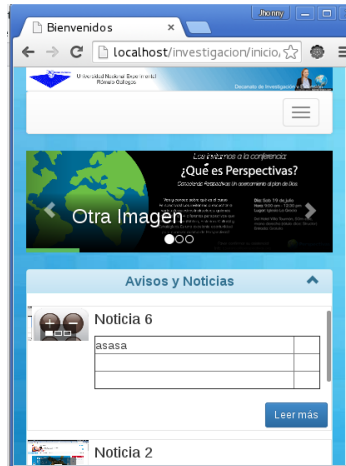 Jhonny
Bienvenidos
localhost/investigacion/inicio.
Universidad Nacional Experimental
Rómulo Gallegos
Decanato de Investigación
Los invitamos a la conferencia:
¿Qué es Perspectivas?
Otra Imagen
Avisos y Noticias
Noticia 6
asasa
Leer más
Noticia 2